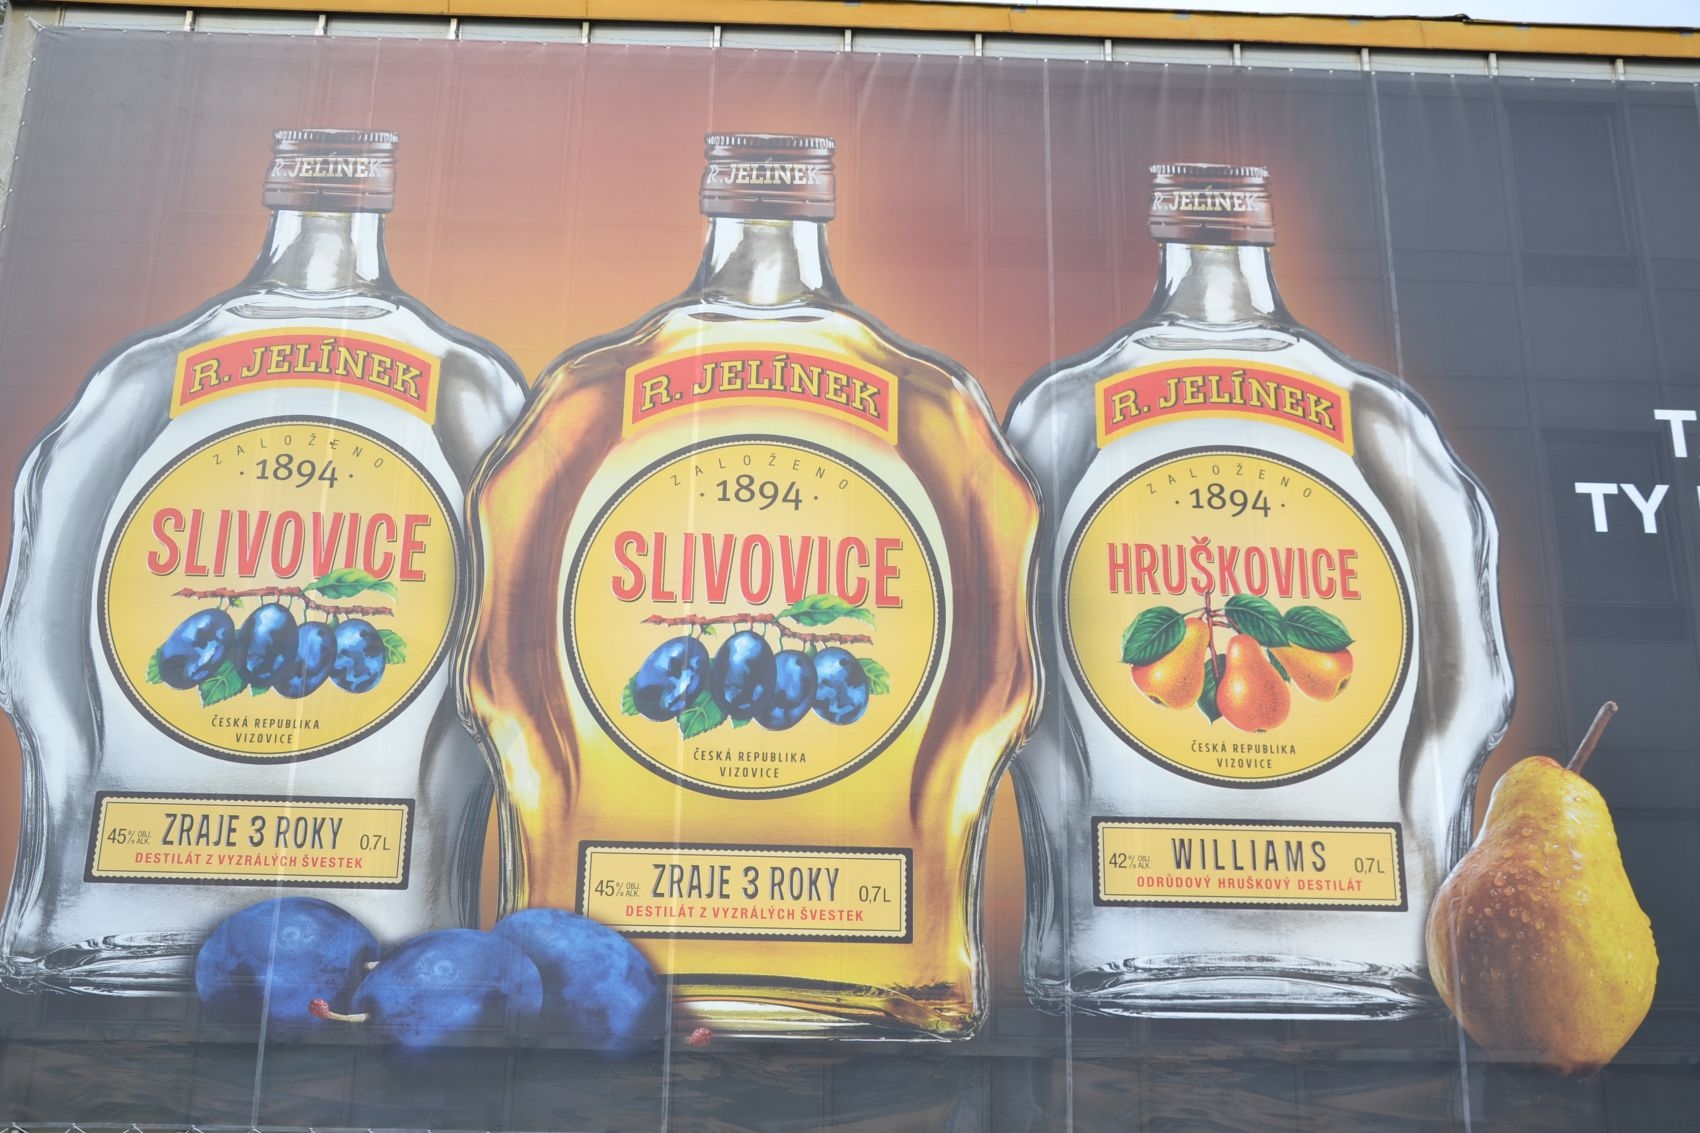 R.JELÍNEK
R. JELÍNEK
ZALOŽENO
· 1894 ·
SLIVOVICE
ČESKÁ REPUBLIKA
VIZOVICE
45% OBJ. ALK. ZRAJE 3 ROKY 0,7L
DESTILÁT Z VYZRÁLÝCH ŠVESTEK
R.JELÍNEK
R. JELÍNEK
ZALOŽENO
· 1894 ·
SLIVOVICE
ČESKÁ REPUBLIKA
VIZOVICE
45% OBJ. ALK. ZRAJE 3 ROKY 0,7L
DESTILÁT Z VYZRÁLÝCH ŠVESTEK
R.JELÍNEK
R. JELÍNEK
ZALOŽENO
· 1894 ·
HRUŠKOVICE
ČESKÁ REPUBLIKA
VIZOVICE
42% OBJ. ALK. WILLIAMS 0,7L
ODRŮDOVÝ HRUŠKOVÝ DESTILÁT
TY